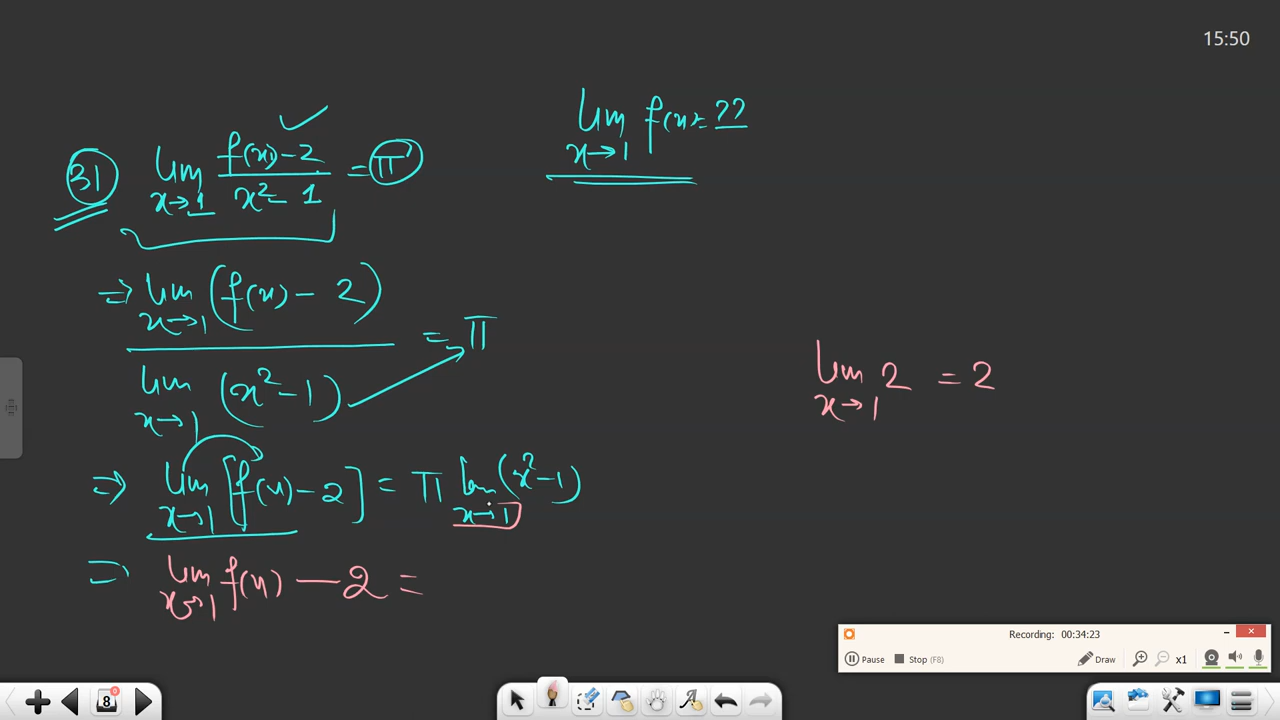 15:50
lim f(x) = ??
x→1
31 lim f(x)-2 / x²-1 = π
x→1
⇒ lim (f(x) - 2)
x→1
= π
lim (x²-1)
x→1
lim 2 = 2
x→1
⇒ lim [f(x)-2] = π lim (x²-1)
x→1 x→1
⇒ lim f(x) — 2 =
x→1
Recording: 00:34:23
Pause Stop (F8) Draw x1
8 0